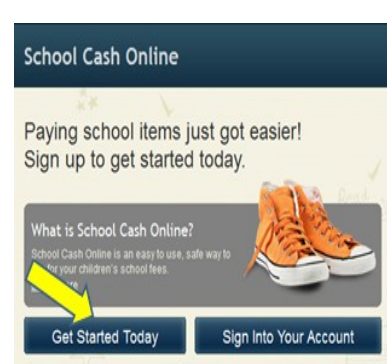 School Cash Online
Paying school items just got easier!
Sign up to get started today.
What is School Cash Online?
School Cash Online is an easy to use, safe way to
for your children's school fees.
Get Started Today
Sign Into Your Account